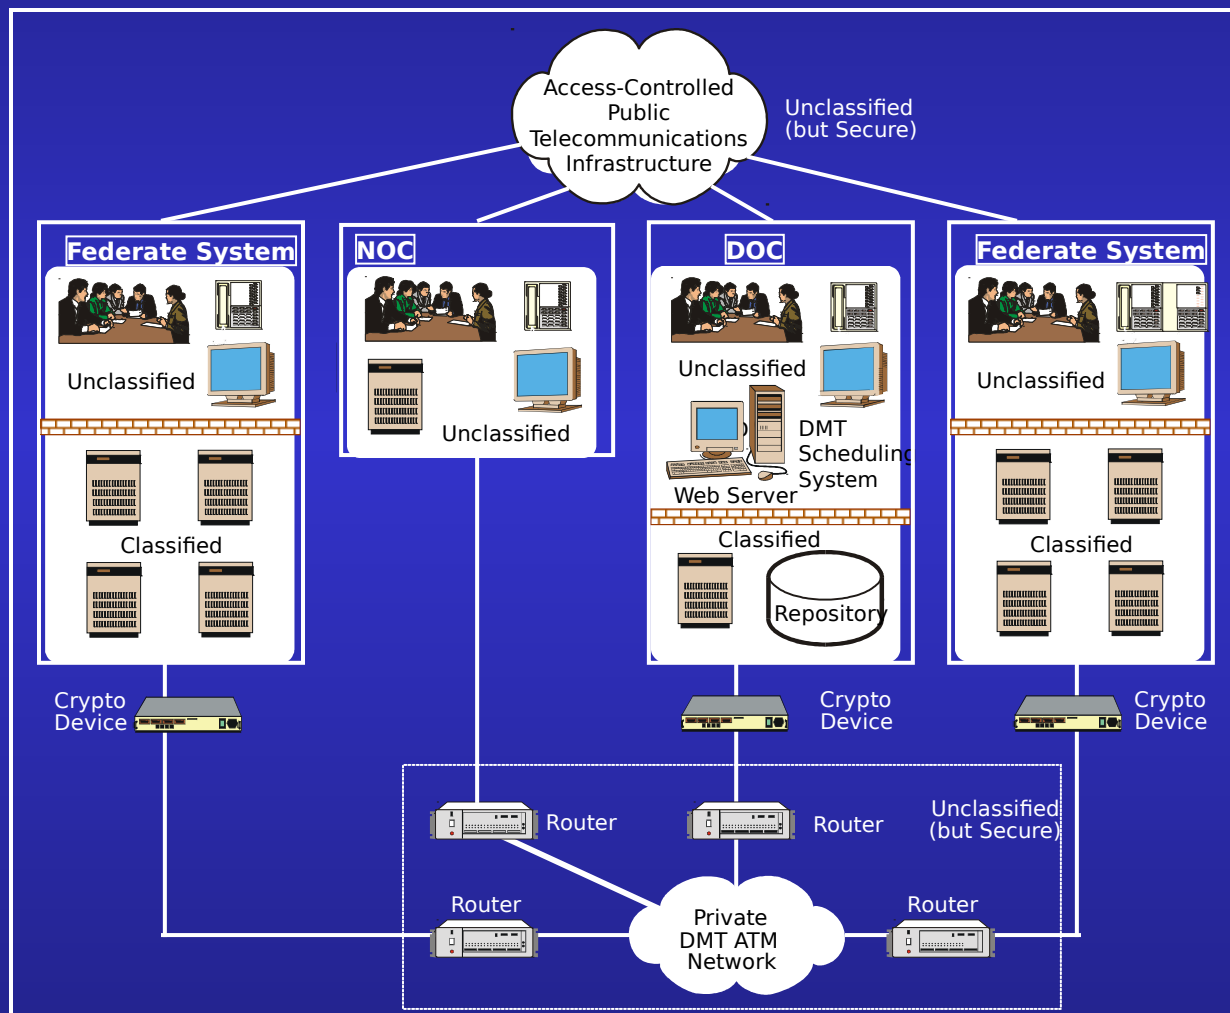 Access-Controlled
Public
Telecommunications
Infrastructure
Unclassified
(but Secure)
Federate System
NOC
DOC
Federate System
Unclassified
Unclassified
Unclassified
Unclassified
DMT
Scheduling
System
Web Server
Classified
Classified
Repository
Classified
Crypto
Device
Crypto
Device
Crypto
Device
Router
Router
Unclassified
(but Secure)
Router
Router
Private
DMT ATM
Network